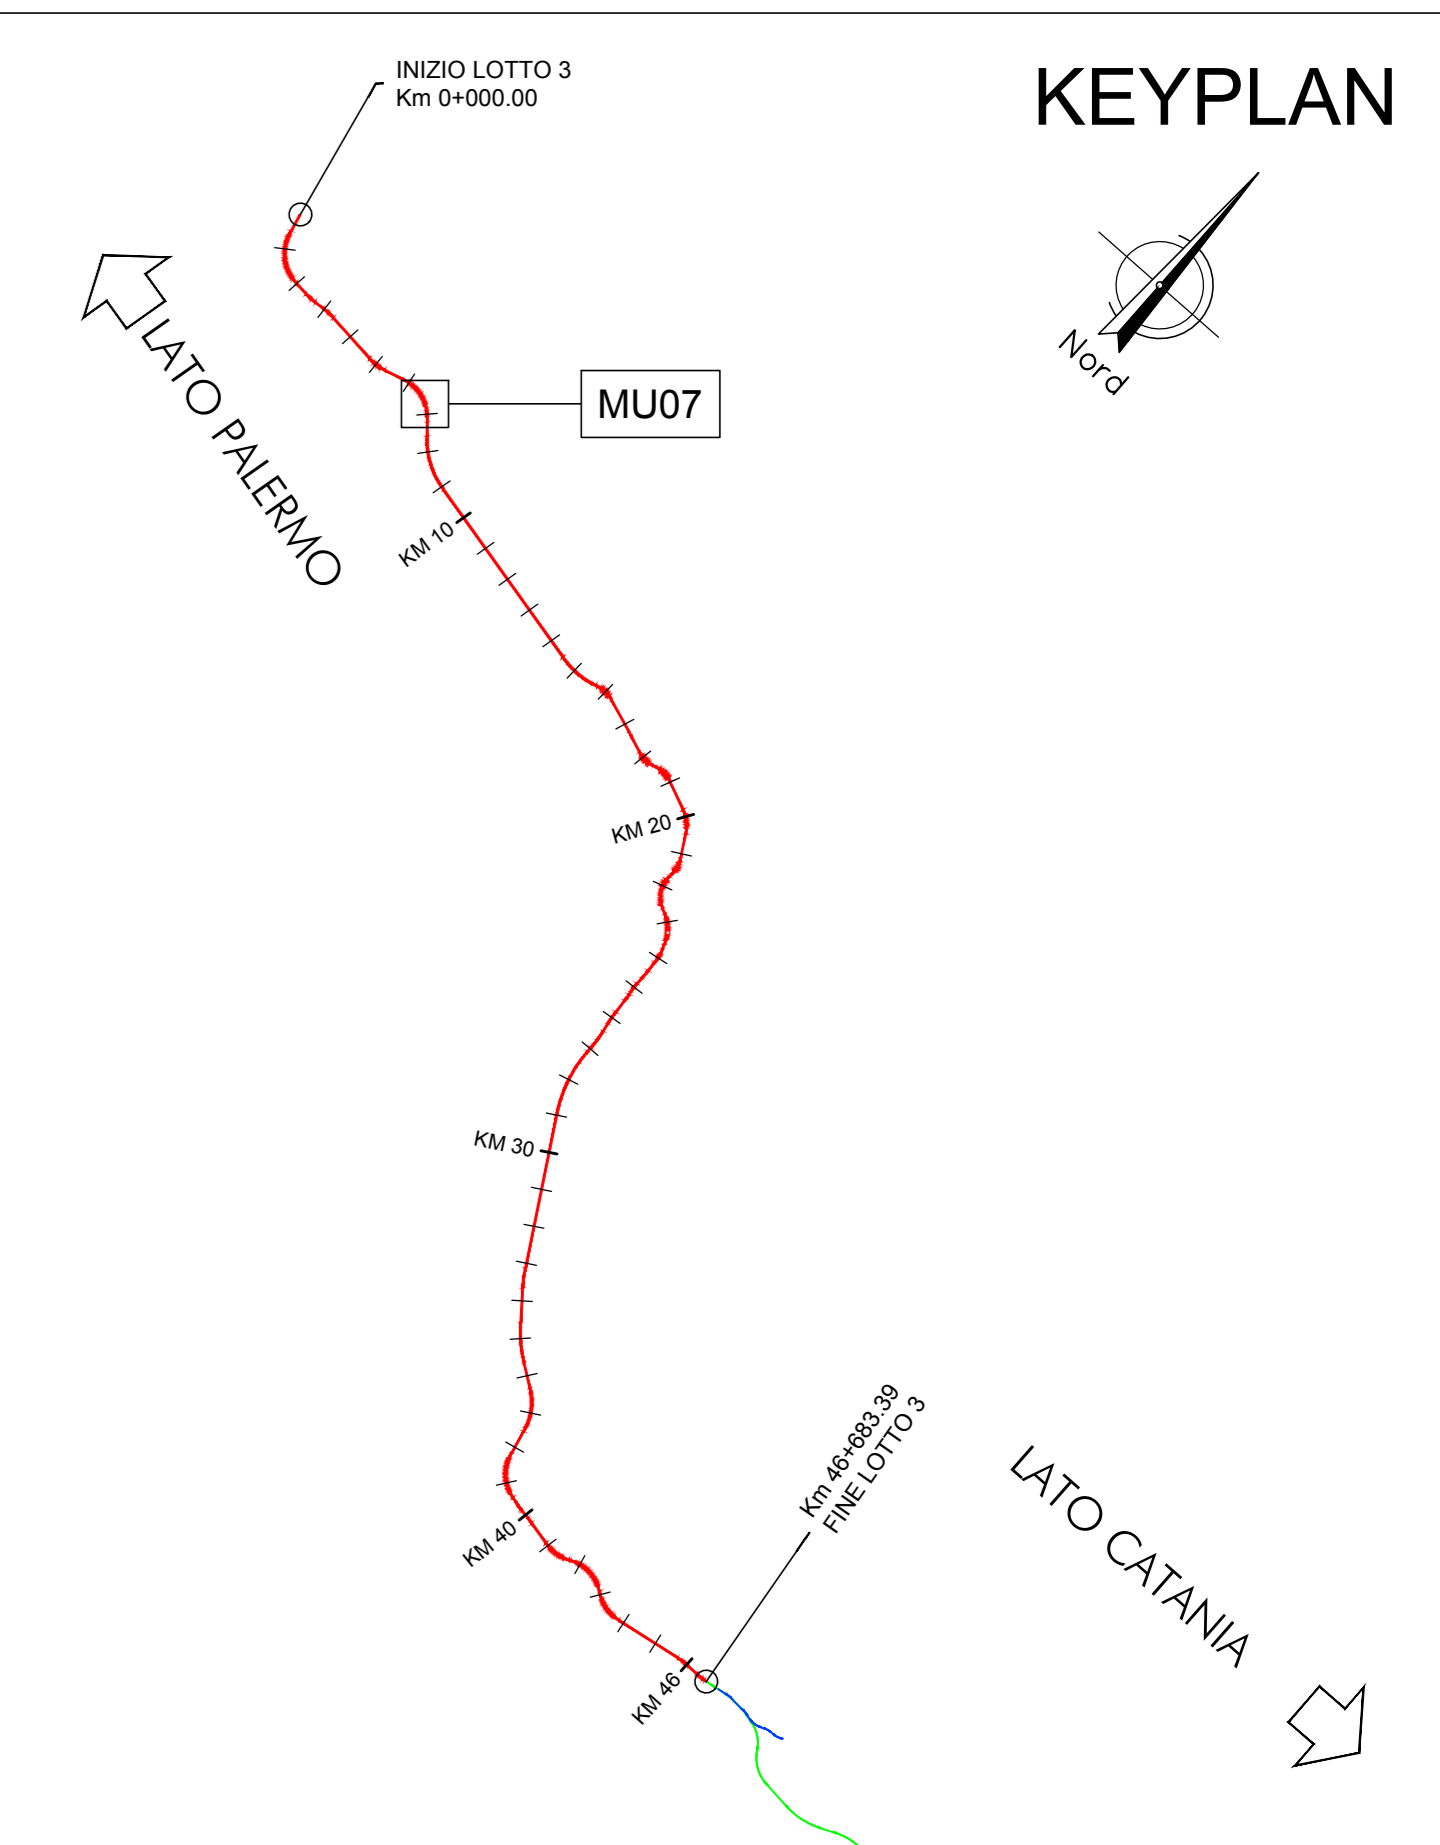 INIZIO LOTTO 3
Km 0+000.00
KEYPLAN
Nord
LATO PALERMO
MU07
KM 10
KM 20
KM 30
Km 46+683.39
FINE LOTTO 3
LATO CATANIA
KM 40
KM 46